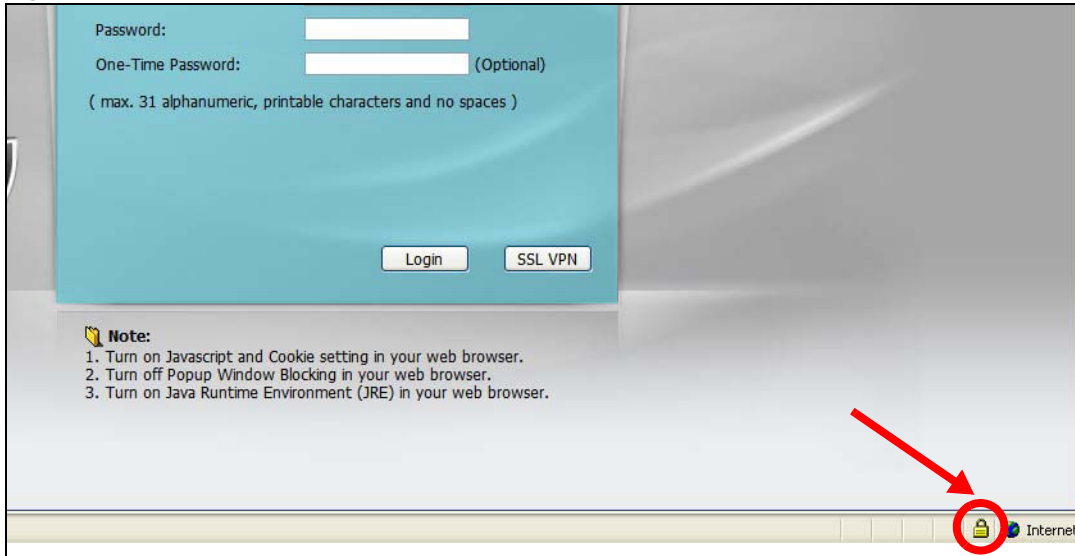 Password:
One-Time Password: (Optional)
( max. 31 alphanumeric, printable characters and no spaces )
Login SSL VPN
Note:
1. Turn on Javascript and Cookie setting in your web browser.
2. Turn off Popup Window Blocking in your web browser.
3. Turn on Java Runtime Environment (JRE) in your web browser.
Internet